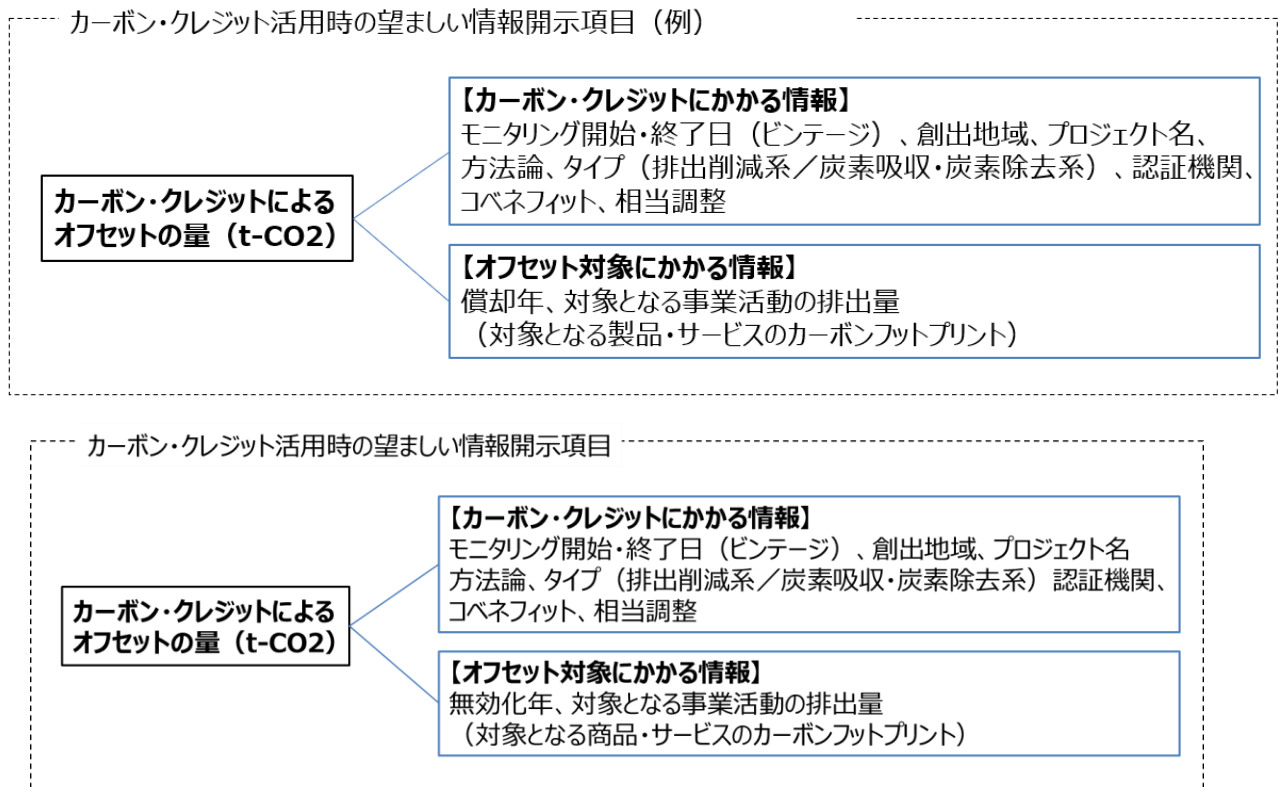 カーボン・クレジット活用時の望ましい情報開示項目（例）
カーボン・クレジットによる
オフセットの量（t-CO2）
【カーボン・クレジットにかかる情報】
モニタリング開始・終了日（ビンテージ）、創出地域、プロジェクト名、
方法論、タイプ（排出削減系／炭素吸収・炭素除去系）、認証機関、
コベネフィット、相当調整
【オフセット対象にかかる情報】
償却年、対象となる事業活動の排出量
（対象となる製品・サービスのカーボンフットプリント）
カーボン・クレジット活用時の望ましい情報開示項目
カーボン・クレジットによる
オフセットの量（t-CO2）
【カーボン・クレジットにかかる情報】
モニタリング開始・終了日（ビンテージ）、創出地域、プロジェクト名
方法論、タイプ（排出削減系／炭素吸収・炭素除去系）認証機関、
コベネフィット、相当調整
【オフセット対象にかかる情報】
無効化年、対象となる事業活動の排出量
（対象となる商品・サービスのカーボンフットプリント）